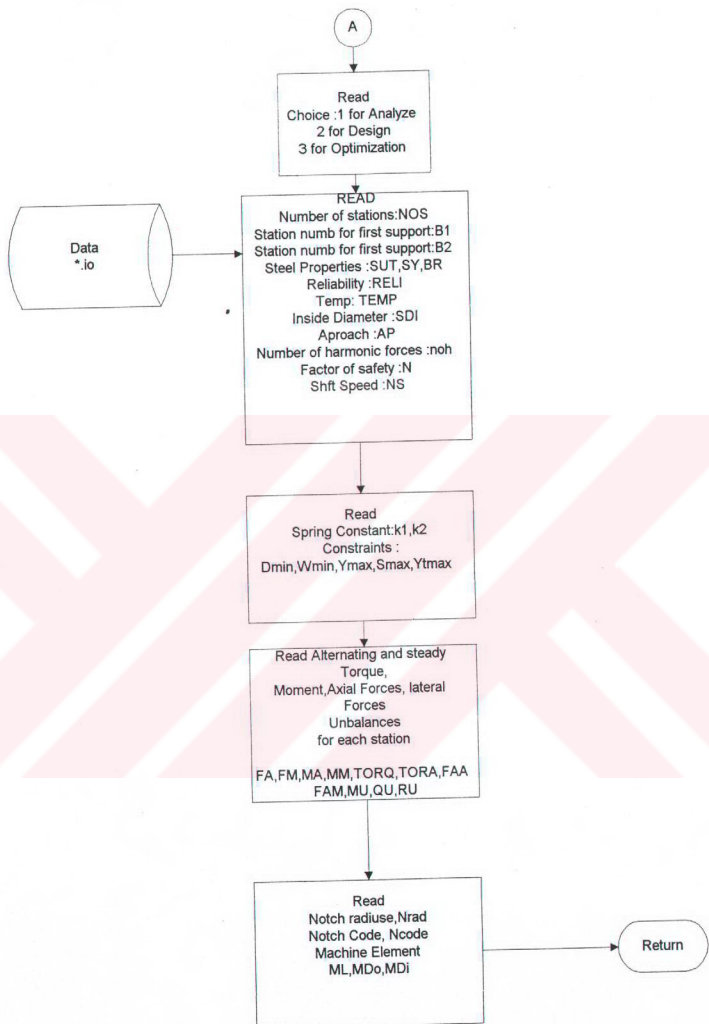 A
Read
Choice :1 for Analyze
2 for Design
3 for Optimization
Data
*.io
READ
Number of stations:NOS
Station numb for first support:B1
Station numb for first support:B2
Steel Properties :SUT,SY,BR
Reliability :RELI
Temp: TEMP
Inside Diameter :SDI
Aproach :AP
Number of harmonic forces :noh
Factor of safety :N
Shft Speed :NS
Read
Spring Constant:k1,k2
Constraints :
Dmin,Wmin,Ymax,Smax,Ytmax
Read Alternating and steady
Torque,
Moment,Axial Forces, lateral
Forces
Unbalances
for each station
FA,FM,MA,MM,TORQ,TORA,FAA
FAM,MU,QU,RU
Read
Notch radiuse,Nrad
Notch Code, Ncode
Machine Element
ML,MDo,MDi
Return